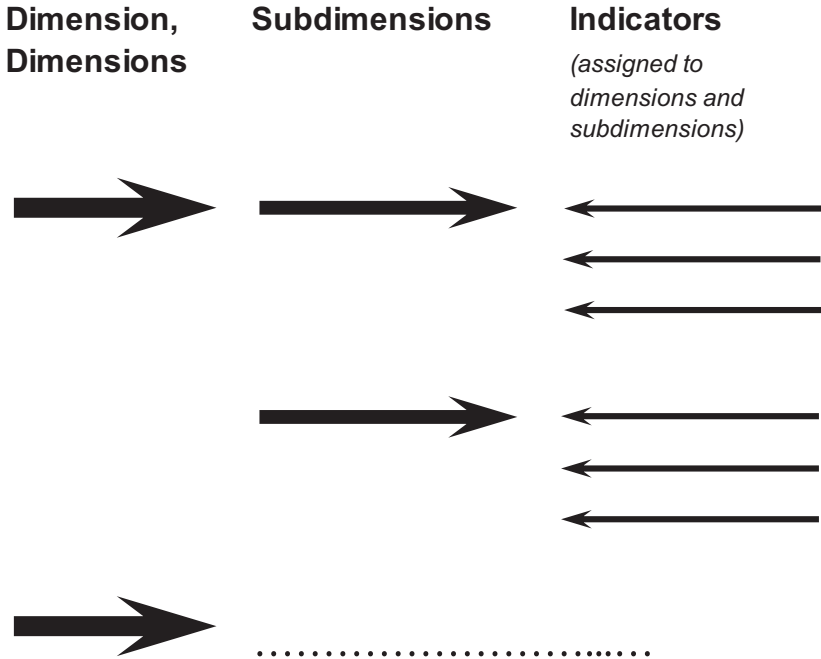 Dimension,
Dimensions
Subdimensions
Indicators
(assigned to
dimensions and
subdimensions)